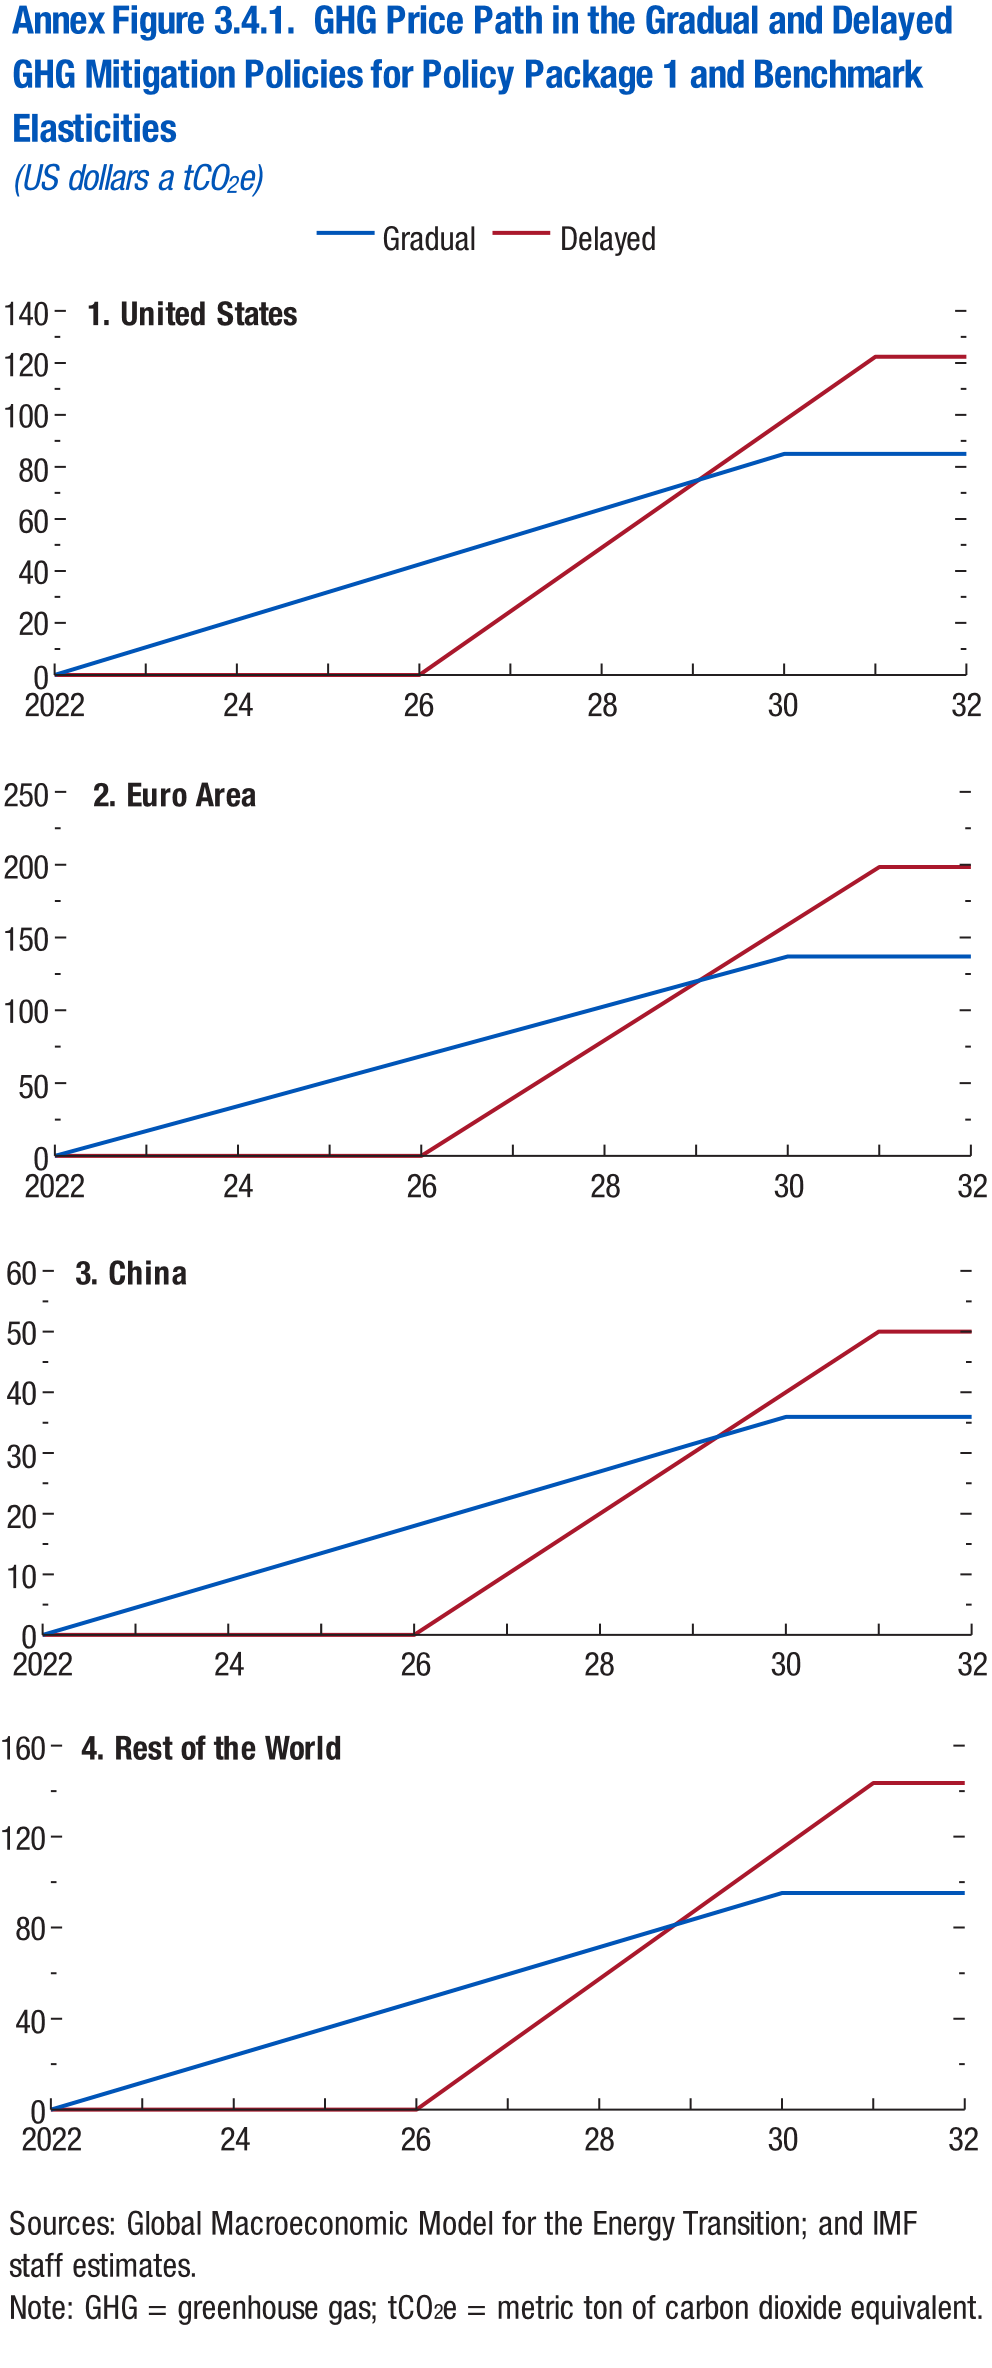 Annex Figure 3.4.1. GHG Price Path in the Gradual and Delayed
GHG Mitigation Policies for Policy Package 1 and Benchmark
Elasticities
(US dollars a tCO2e)
Gradual Delayed
1. United States
140
120
100
80
60
40
20
0
2022 24 26 28 30 32
2. Euro Area
250
200
150
100
50
0
2022 24 26 28 30 32
3. China
60
50
40
30
20
10
0
2022 24 26 28 30 32
4. Rest of the World
160
120
80
40
0
2022 24 26 28 30 32
Sources: Global Macroeconomic Model for the Energy Transition; and IMF
staff estimates.
Note: GHG = greenhouse gas; tCO2e = metric ton of carbon dioxide equivalent.